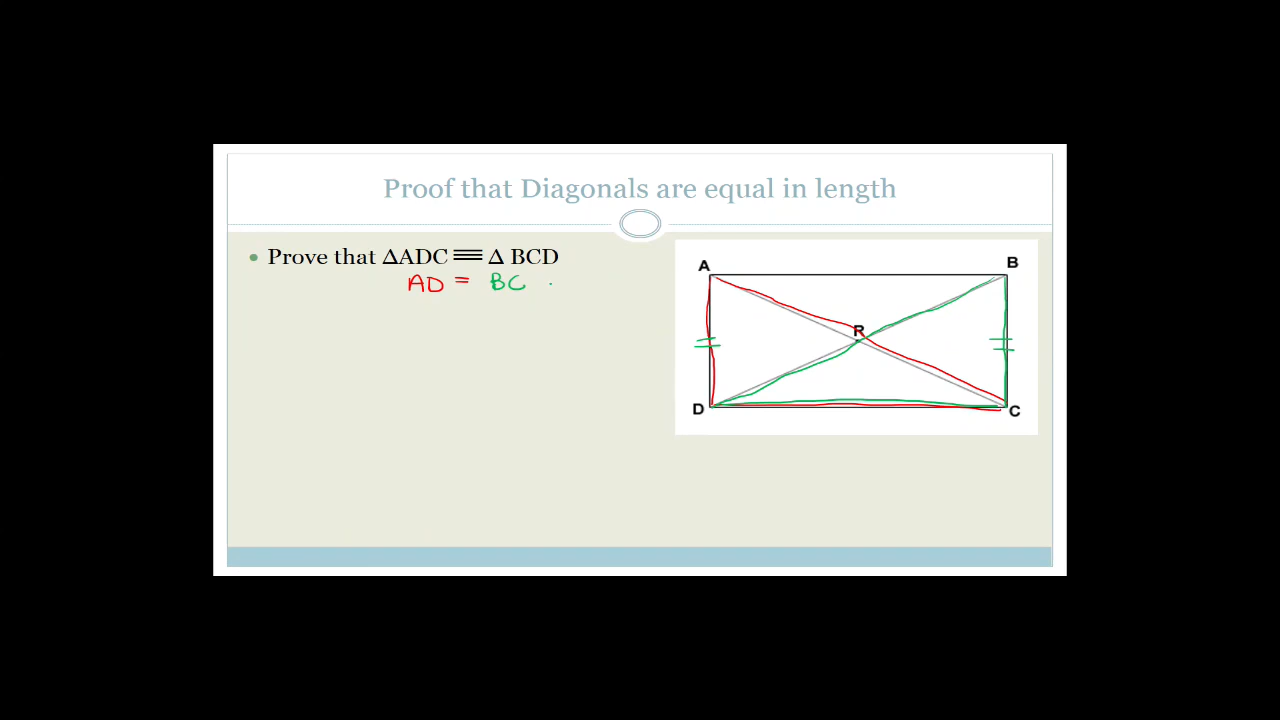 Proof that Diagonals are equal in length
• Prove that ΔADC ≡ Δ BCD
AD = BC
A
B
R
D
C